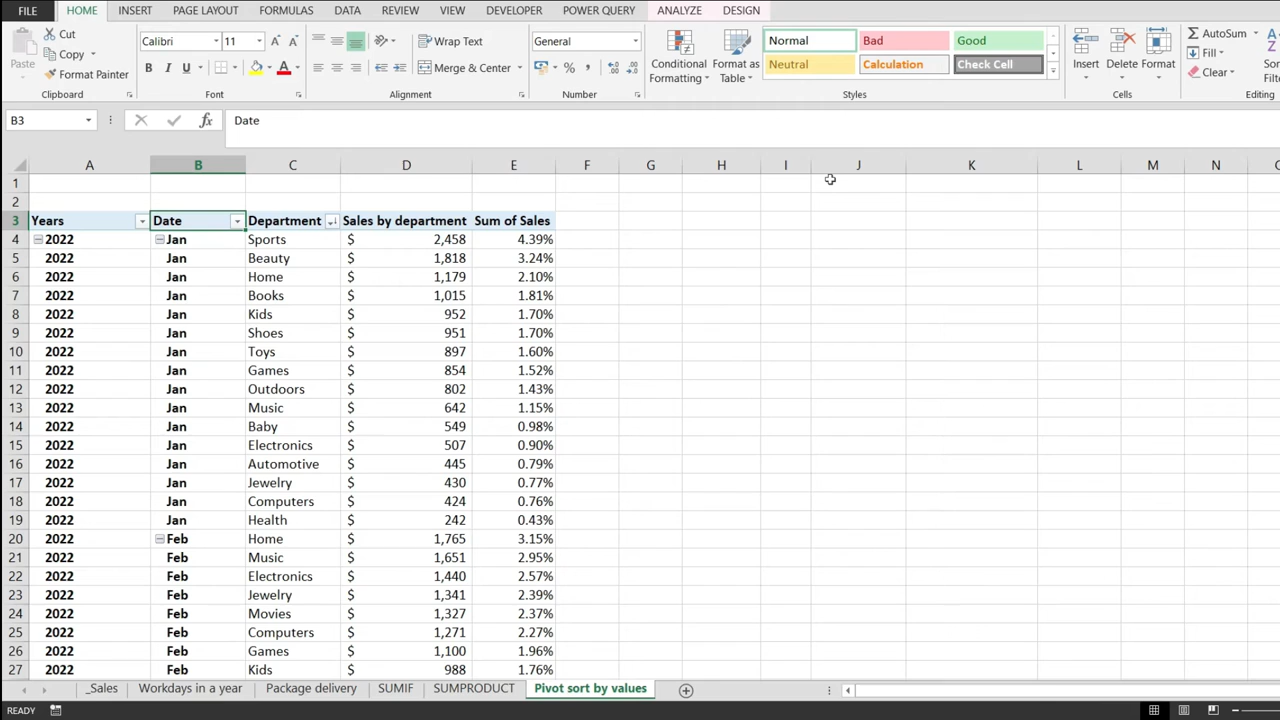 FILE HOME INSERT PAGE LAYOUT FORMULAS DATA REVIEW VIEW DEVELOPER POWER QUERY ANALYZE DESIGN
Cut
Copy
Format Painter
Paste
Clipboard
Calibri 11
B I U
Font
Wrap Text
Merge & Center
Alignment
General
Number
Conditional
Formatting
Format as
Table
Normal Bad Good
Neutral Calculation Check Cell
Styles
Insert Delete Format
Cells
AutoSum
Fill
Clear
Editing
B3 fx Date
A B C D E F G H I J K L M N
1
2
3 Years Date Department Sales by department Sum of Sales
4 2022 Jan Sports $ 2,458 4.39%
5 2022 Jan Beauty $ 1,818 3.24%
6 2022 Jan Home $ 1,179 2.10%
7 2022 Jan Books $ 1,015 1.81%
8 2022 Jan Kids $ 952 1.70%
9 2022 Jan Shoes $ 951 1.70%
10 2022 Jan Toys $ 897 1.60%
11 2022 Jan Games $ 854 1.52%
12 2022 Jan Outdoors $ 802 1.43%
13 2022 Jan Music $ 642 1.15%
14 2022 Jan Baby $ 549 0.98%
15 2022 Jan Electronics $ 507 0.90%
16 2022 Jan Automotive $ 445 0.79%
17 2022 Jan Jewelry $ 430 0.77%
18 2022 Jan Computers $ 424 0.76%
19 2022 Jan Health $ 242 0.43%
20 2022 Feb Home $ 1,765 3.15%
21 2022 Feb Music $ 1,651 2.95%
22 2022 Feb Electronics $ 1,440 2.57%
23 2022 Feb Jewelry $ 1,341 2.39%
24 2022 Feb Movies $ 1,327 2.37%
25 2022 Feb Computers $ 1,271 2.27%
26 2022 Feb Games $ 1,100 1.96%
27 2022 Feb Kids $ 988 1.76%
_Sales Workdays in a year Package delivery SUMIF SUMPRODUCT Pivot sort by values
READY